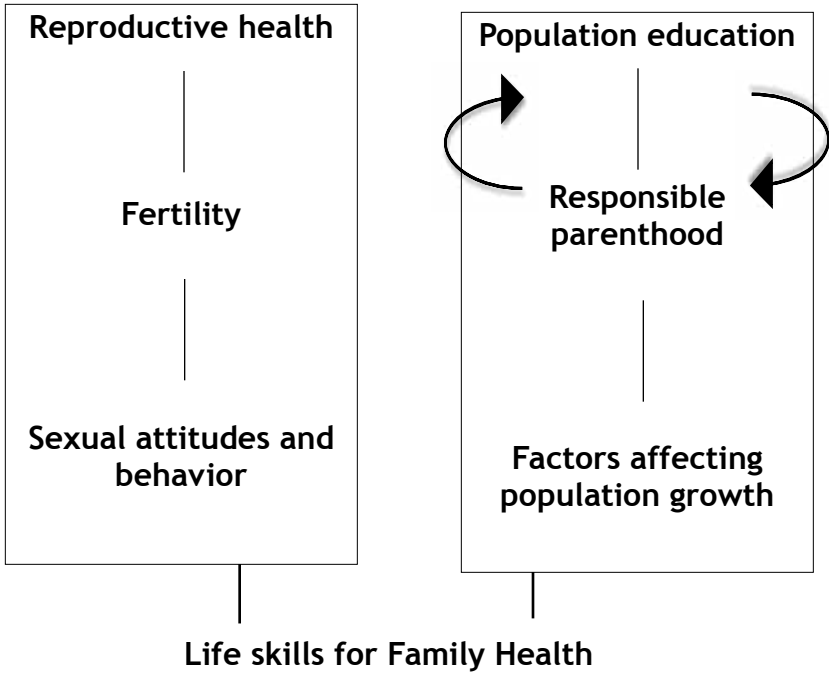 Reproductive health
Fertility
Sexual attitudes and
behavior
Population education
Responsible
parenthood
Factors affecting
population growth
Life skills for Family Health